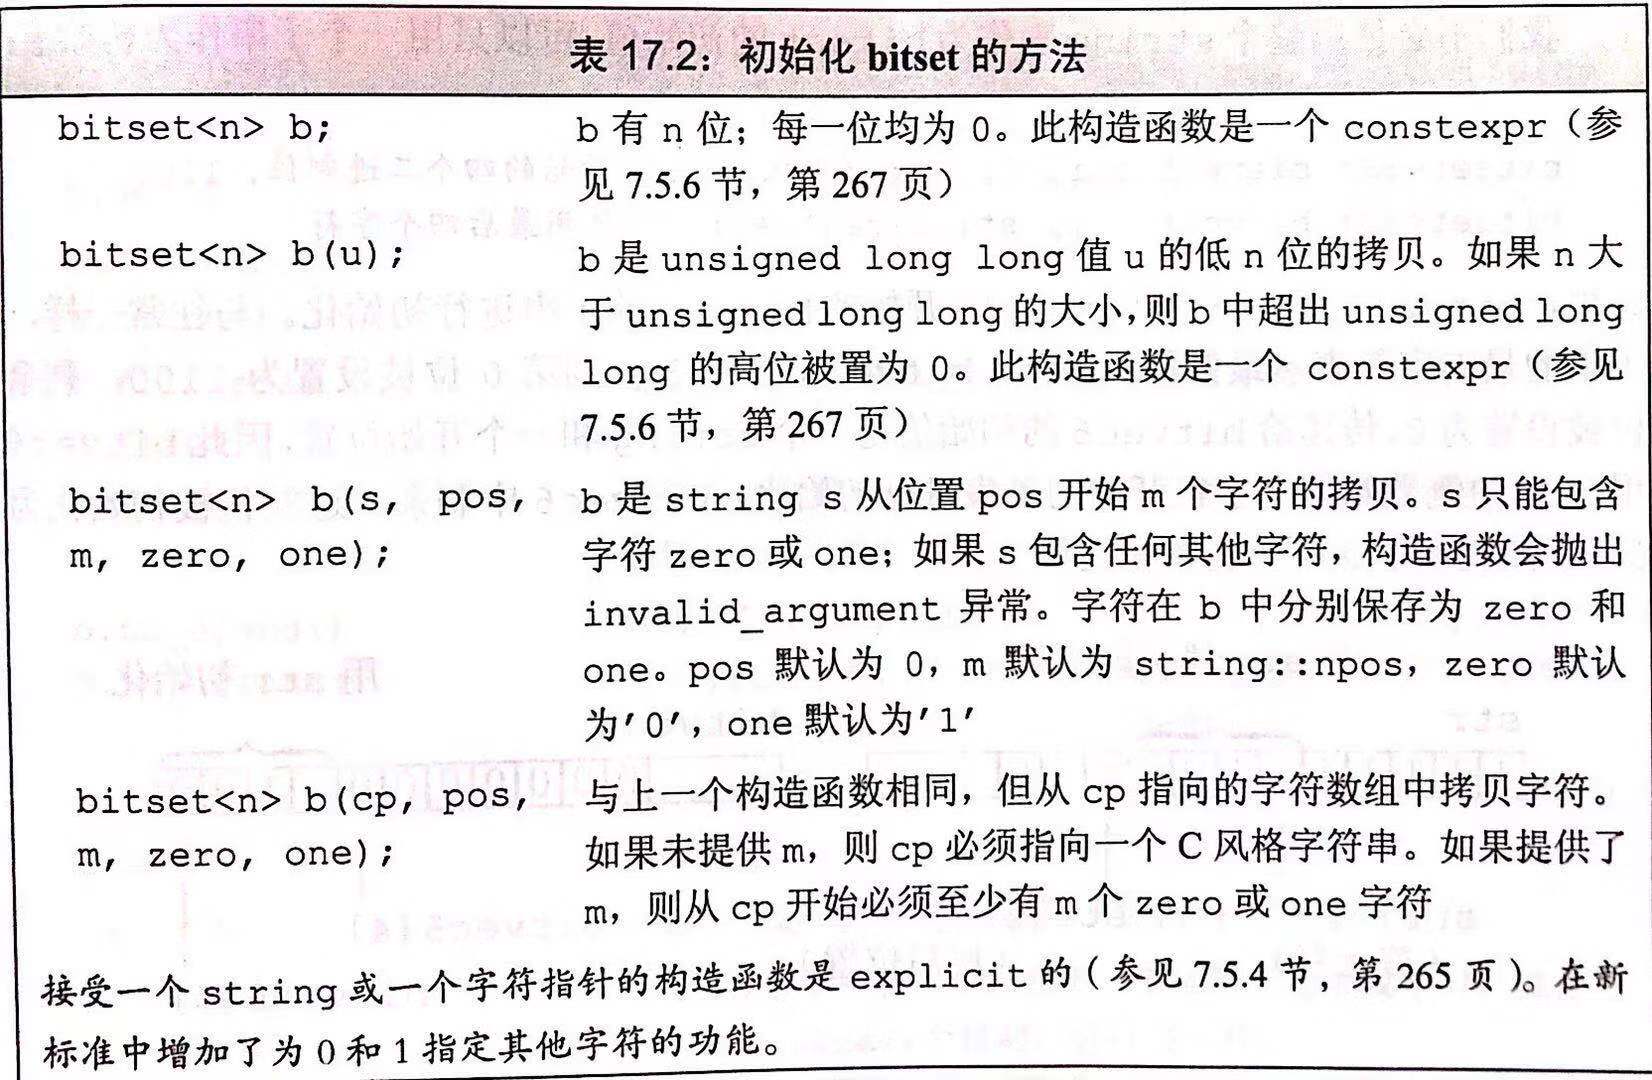 表 17.2：初始化 bitset 的方法
bitset<n> b;
b 有 n 位；每一位均为 0。此构造函数是一个 constexpr（参
见 7.5.6 节，第 267 页）
bitset<n> b(u);
b 是 unsigned long long 值 u 的低 n 位的拷贝。如果 n 大
于 unsigned long long 的大小，则 b 中超出 unsigned long
long 的高位被置为 0。此构造函数是一个 constexpr（参见
7.5.6 节，第 267 页）
bitset<n> b(s, pos,
m, zero, one);
b 是 string s 从位置 pos 开始 m 个字符的拷贝。s 只能包含
字符 zero 或 one；如果 s 包含任何其他字符，构造函数会抛出
invalid_argument 异常。字符在 b 中分别保存为 zero 和
one。pos 默认为 0，m 默认为 string::npos，zero 默认
为'0'，one 默认为'1'
bitset<n> b(cp, pos,
m, zero, one);
与上一个构造函数相同，但从 cp 指向的字符数组中拷贝字符。
如果未提供 m，则 cp 必须指向一个 C 风格字符串。如果提供了
m，则从 cp 开始必须至少有 m 个 zero 或 one 字符
接受一个 string 或一个字符指针的构造函数是 explicit 的（参见 7.5.4 节，第 265 页）。在新
标准中增加了为 0 和 1 指定其他字符的功能。